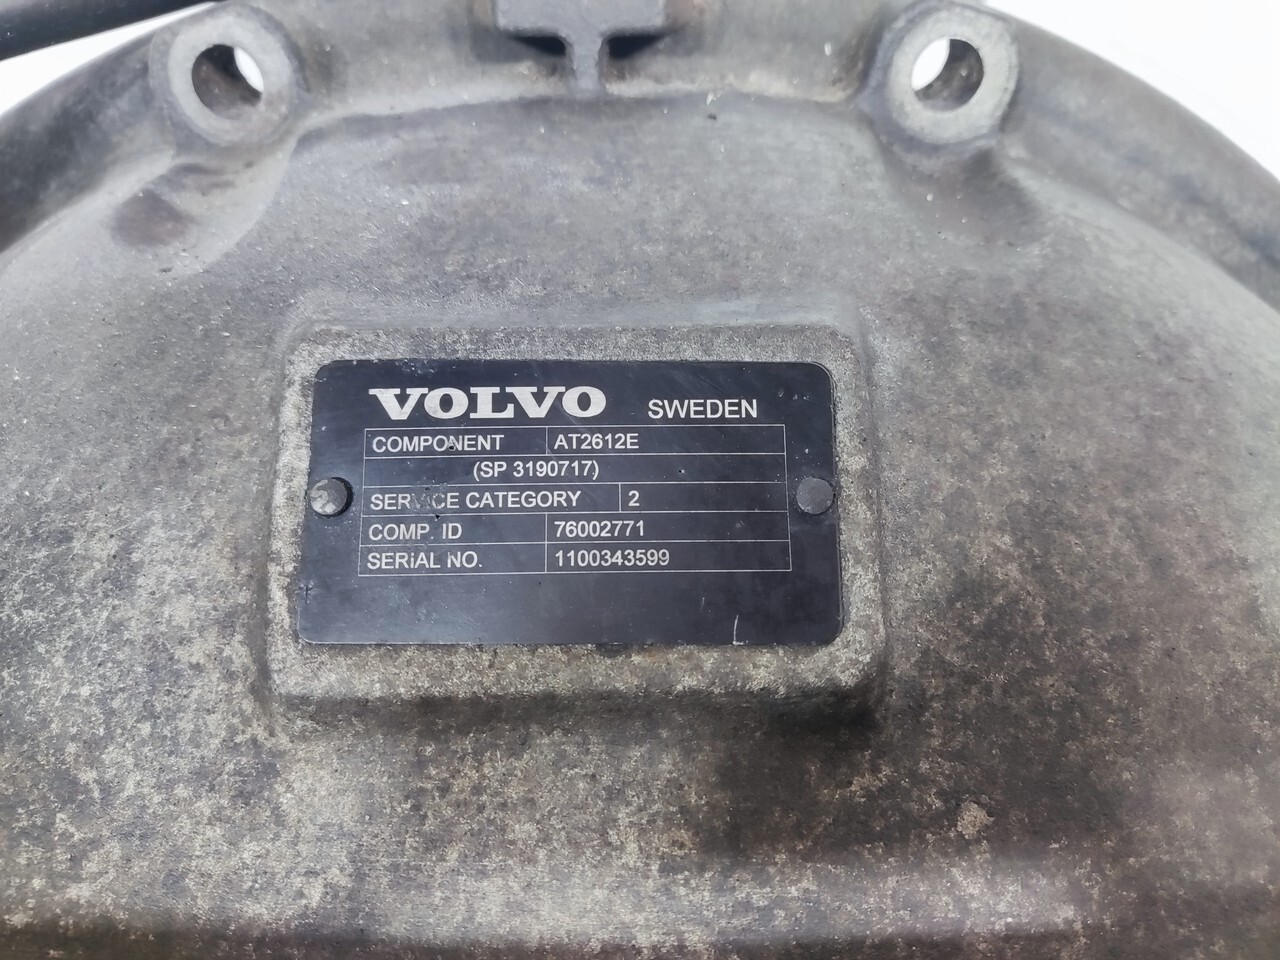 VOLVO SWEDEN
COMPONENT AT2612E
(SP 3190717)
SERVICE CATEGORY 2
COMP. ID 76002771
SERIAL NO. 1100343599